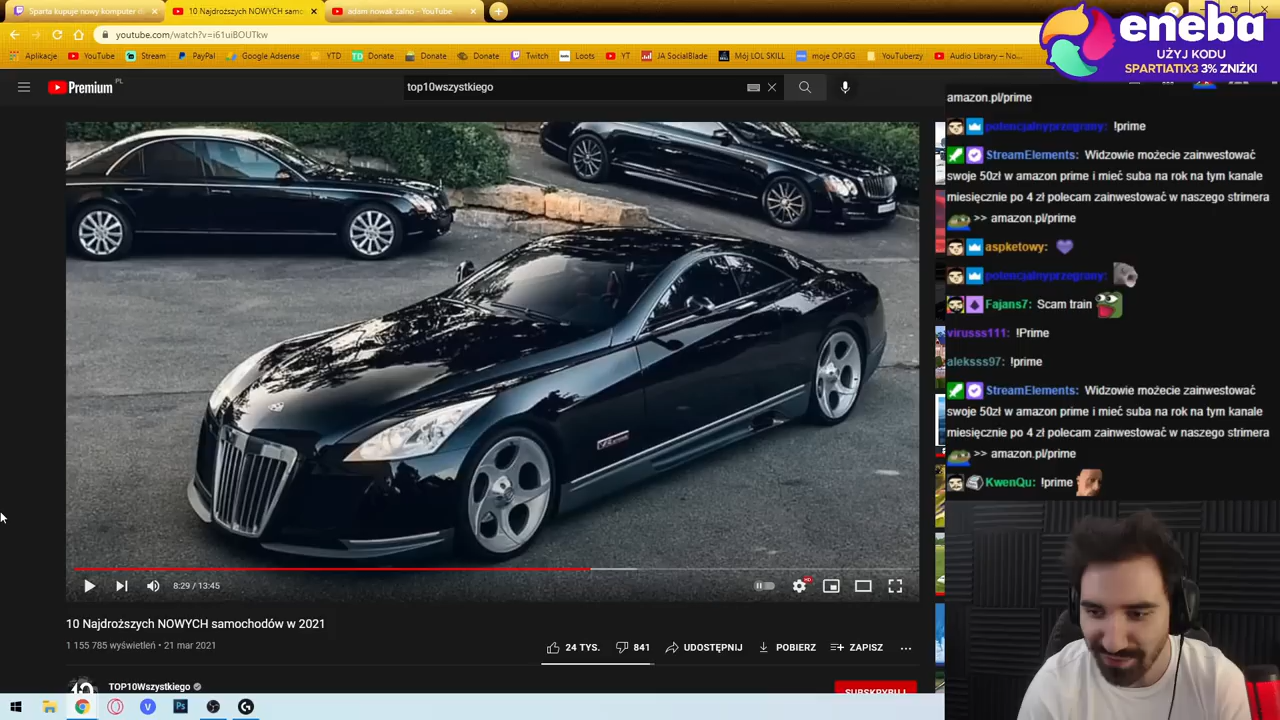 Sparta kupuje nowy komputer d
10 Najdroższych NOWYCH samo
adam nowak zalno - YouTube
youtube.com/watch?v=i61uiBOUTkw
Aplikacje
YouTube
Stream
PayPal
Google Adsense
YTD
Donate
Donate
Donate
Twitch
Loots
YT
JA SocialBlade
Mój LOL SKILL
moje OP.GG
YouTuberzy
Audio Library – No...
eneba
UŻYJ KODU
SPARTIATIX3 3% ZNIŻKI
Premium PL
top10wszystkiego
amazon.pl/prime
potencjalnyprzegrany: !prime
StreamElements: Widzowie możecie zainwestować
swoje 50zł w amazon prime i mieć suba na rok na tym kanale
miesięcznie po 4 zł polecam zainwestować w naszego strimera
>> amazon.pl/prime
aspketowy:
potencjalnyprzegrany:
Fajans7: Scam train
virusss111: !Prime
aleksss97: !prime
StreamElements: Widzowie możecie zainwestować
swoje 50zł w amazon prime i mieć suba na rok na tym kanale
miesięcznie po 4 zł polecam zainwestować w naszego strimera
>> amazon.pl/prime
KwenQu: !prime
8:29 / 13:45
HD
10 Najdroższych NOWYCH samochodów w 2021
1 155 785 wyświetleń • 21 mar 2021
24 TYS.
841
UDOSTĘPNIJ
POBIERZ
ZAPISZ
TOP10Wszystkiego
SUBSKRYBUJ